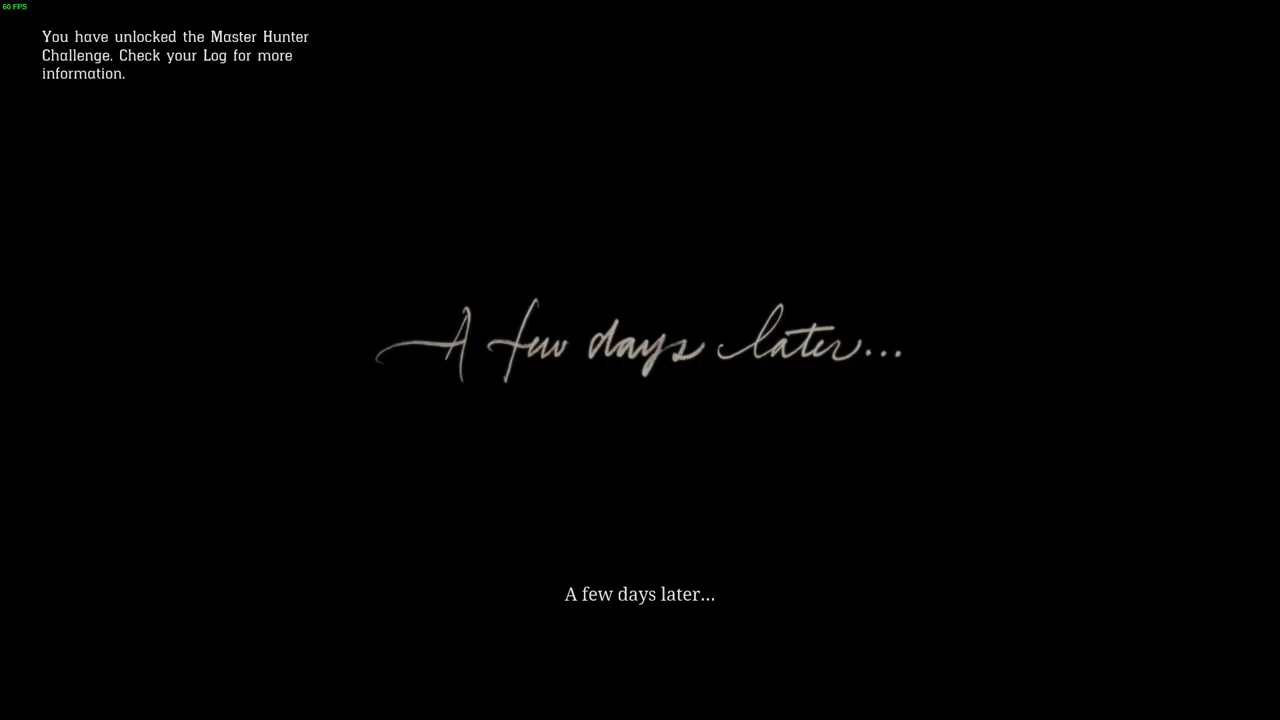 60 FPS
You have unlocked the Master Hunter
Challenge. Check your Log for more
information.
A few days later...
A few days later...